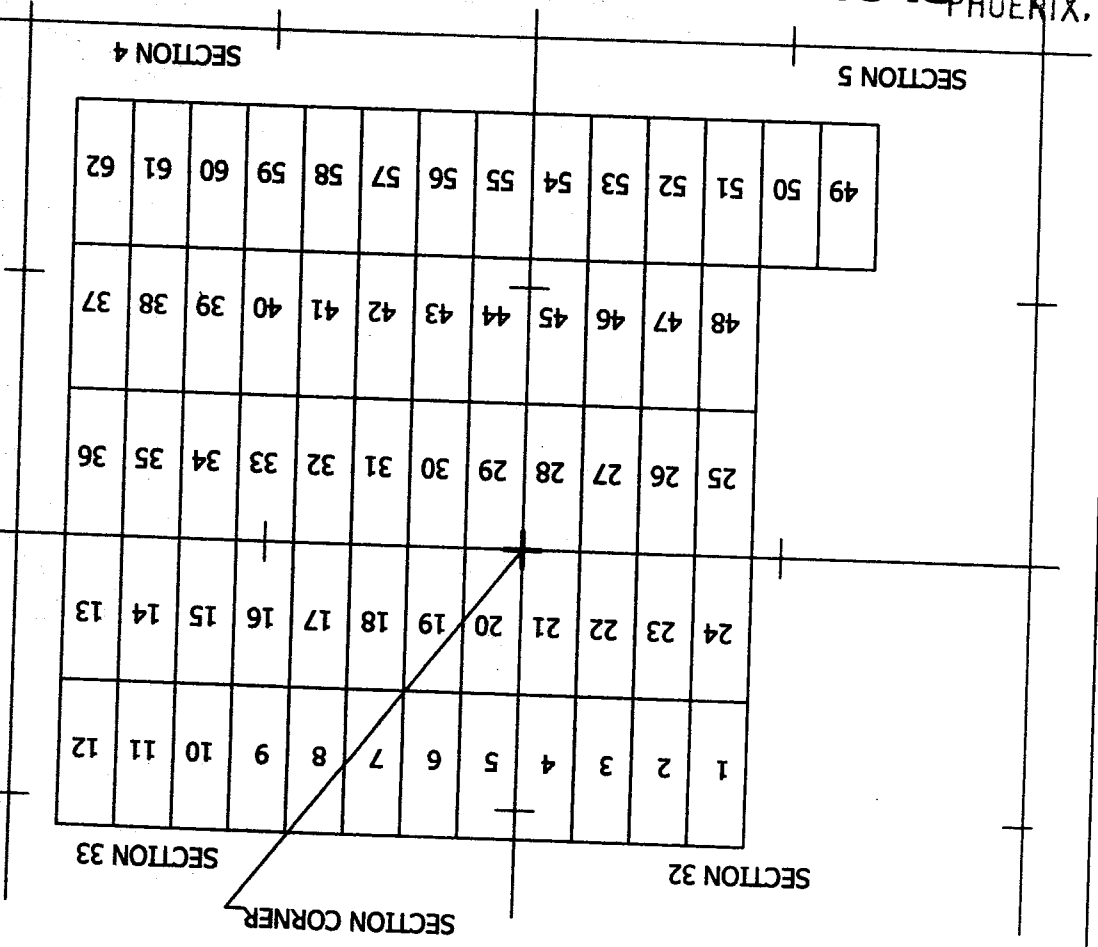 SECTION CORNER
SECTION 32 SECTION 33
1 2 3 4 5 6 7 8 9 10 11 12
24 23 22 21 20 19 18 17 16 15 14 13
25 26 27 28 29 30 31 32 33 34 35 36
48 47 46 45 44 43 42 41 40 39 38 37
49 50 51 52 53 54 55 56 57 58 59 60 61 62
SECTION 5 SECTION 4
PHOENIX,